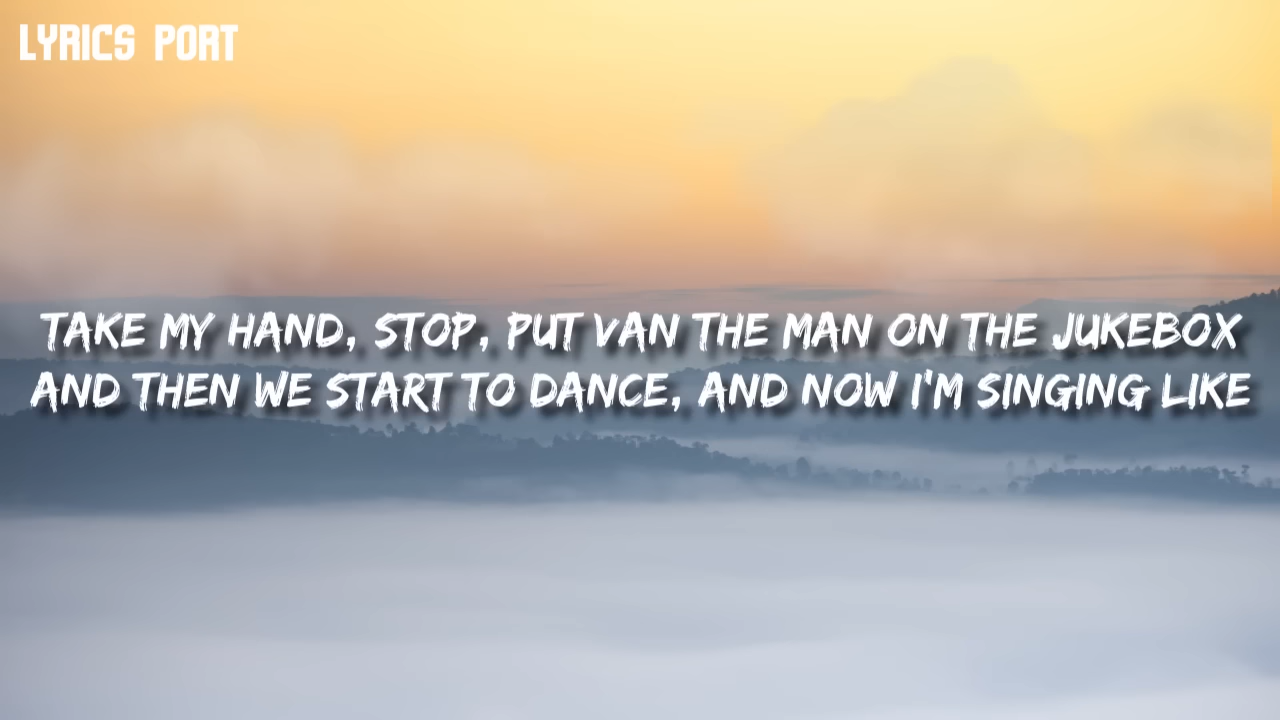 LYRICS PORT
TAKE MY HAND, STOP, PUT VAN THE MAN ON THE JUKEBOX
AND THEN WE START TO DANCE, AND NOW I'M SINGING LIKE